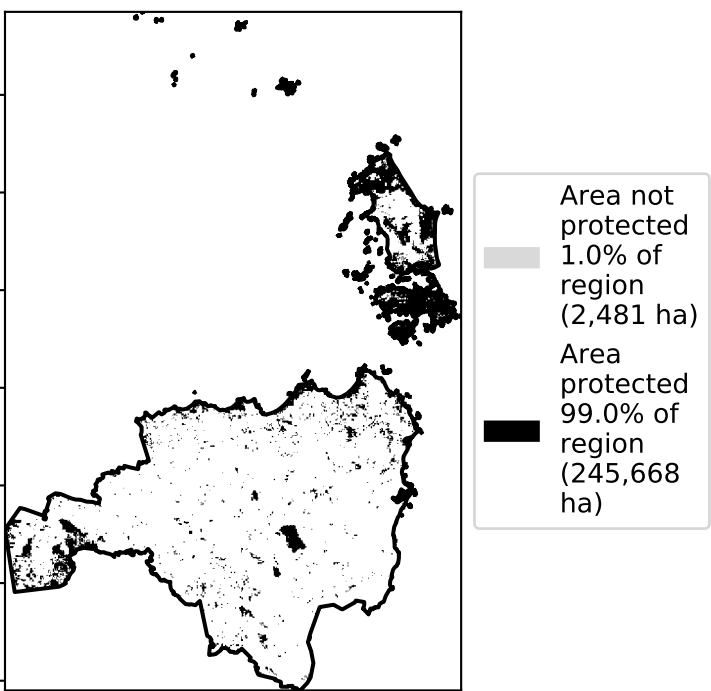 Area not
protected
1.0% of
region
(2,481 ha)
Area
protected
99.0% of
region
(245,668
ha)